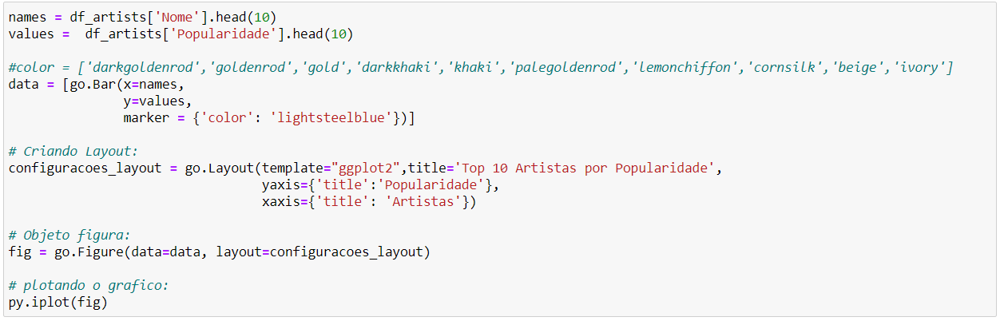 names = df_artists['Nome'].head(10)
values =  df_artists['Popularidade'].head(10)
#color = ['darkgoldenrod','goldenrod','gold','darkkhaki','khaki','palegoldenrod','lemonchiffon','cornsilk','beige','ivory']
data = [go.Bar(x=names,
               y=values,
               marker = {'color': 'lightsteelblue'})]
# Criando Layout:
configuracoes_layout = go.Layout(template="ggplot2",title='Top 10 Artistas por Popularidade',
                                 yaxis={'title':'Popularidade'},
                                 xaxis={'title': 'Artistas'})
# Objeto figura:
fig = go.Figure(data=data, layout=configuracoes_layout)
# plotando o grafico:
py.iplot(fig)